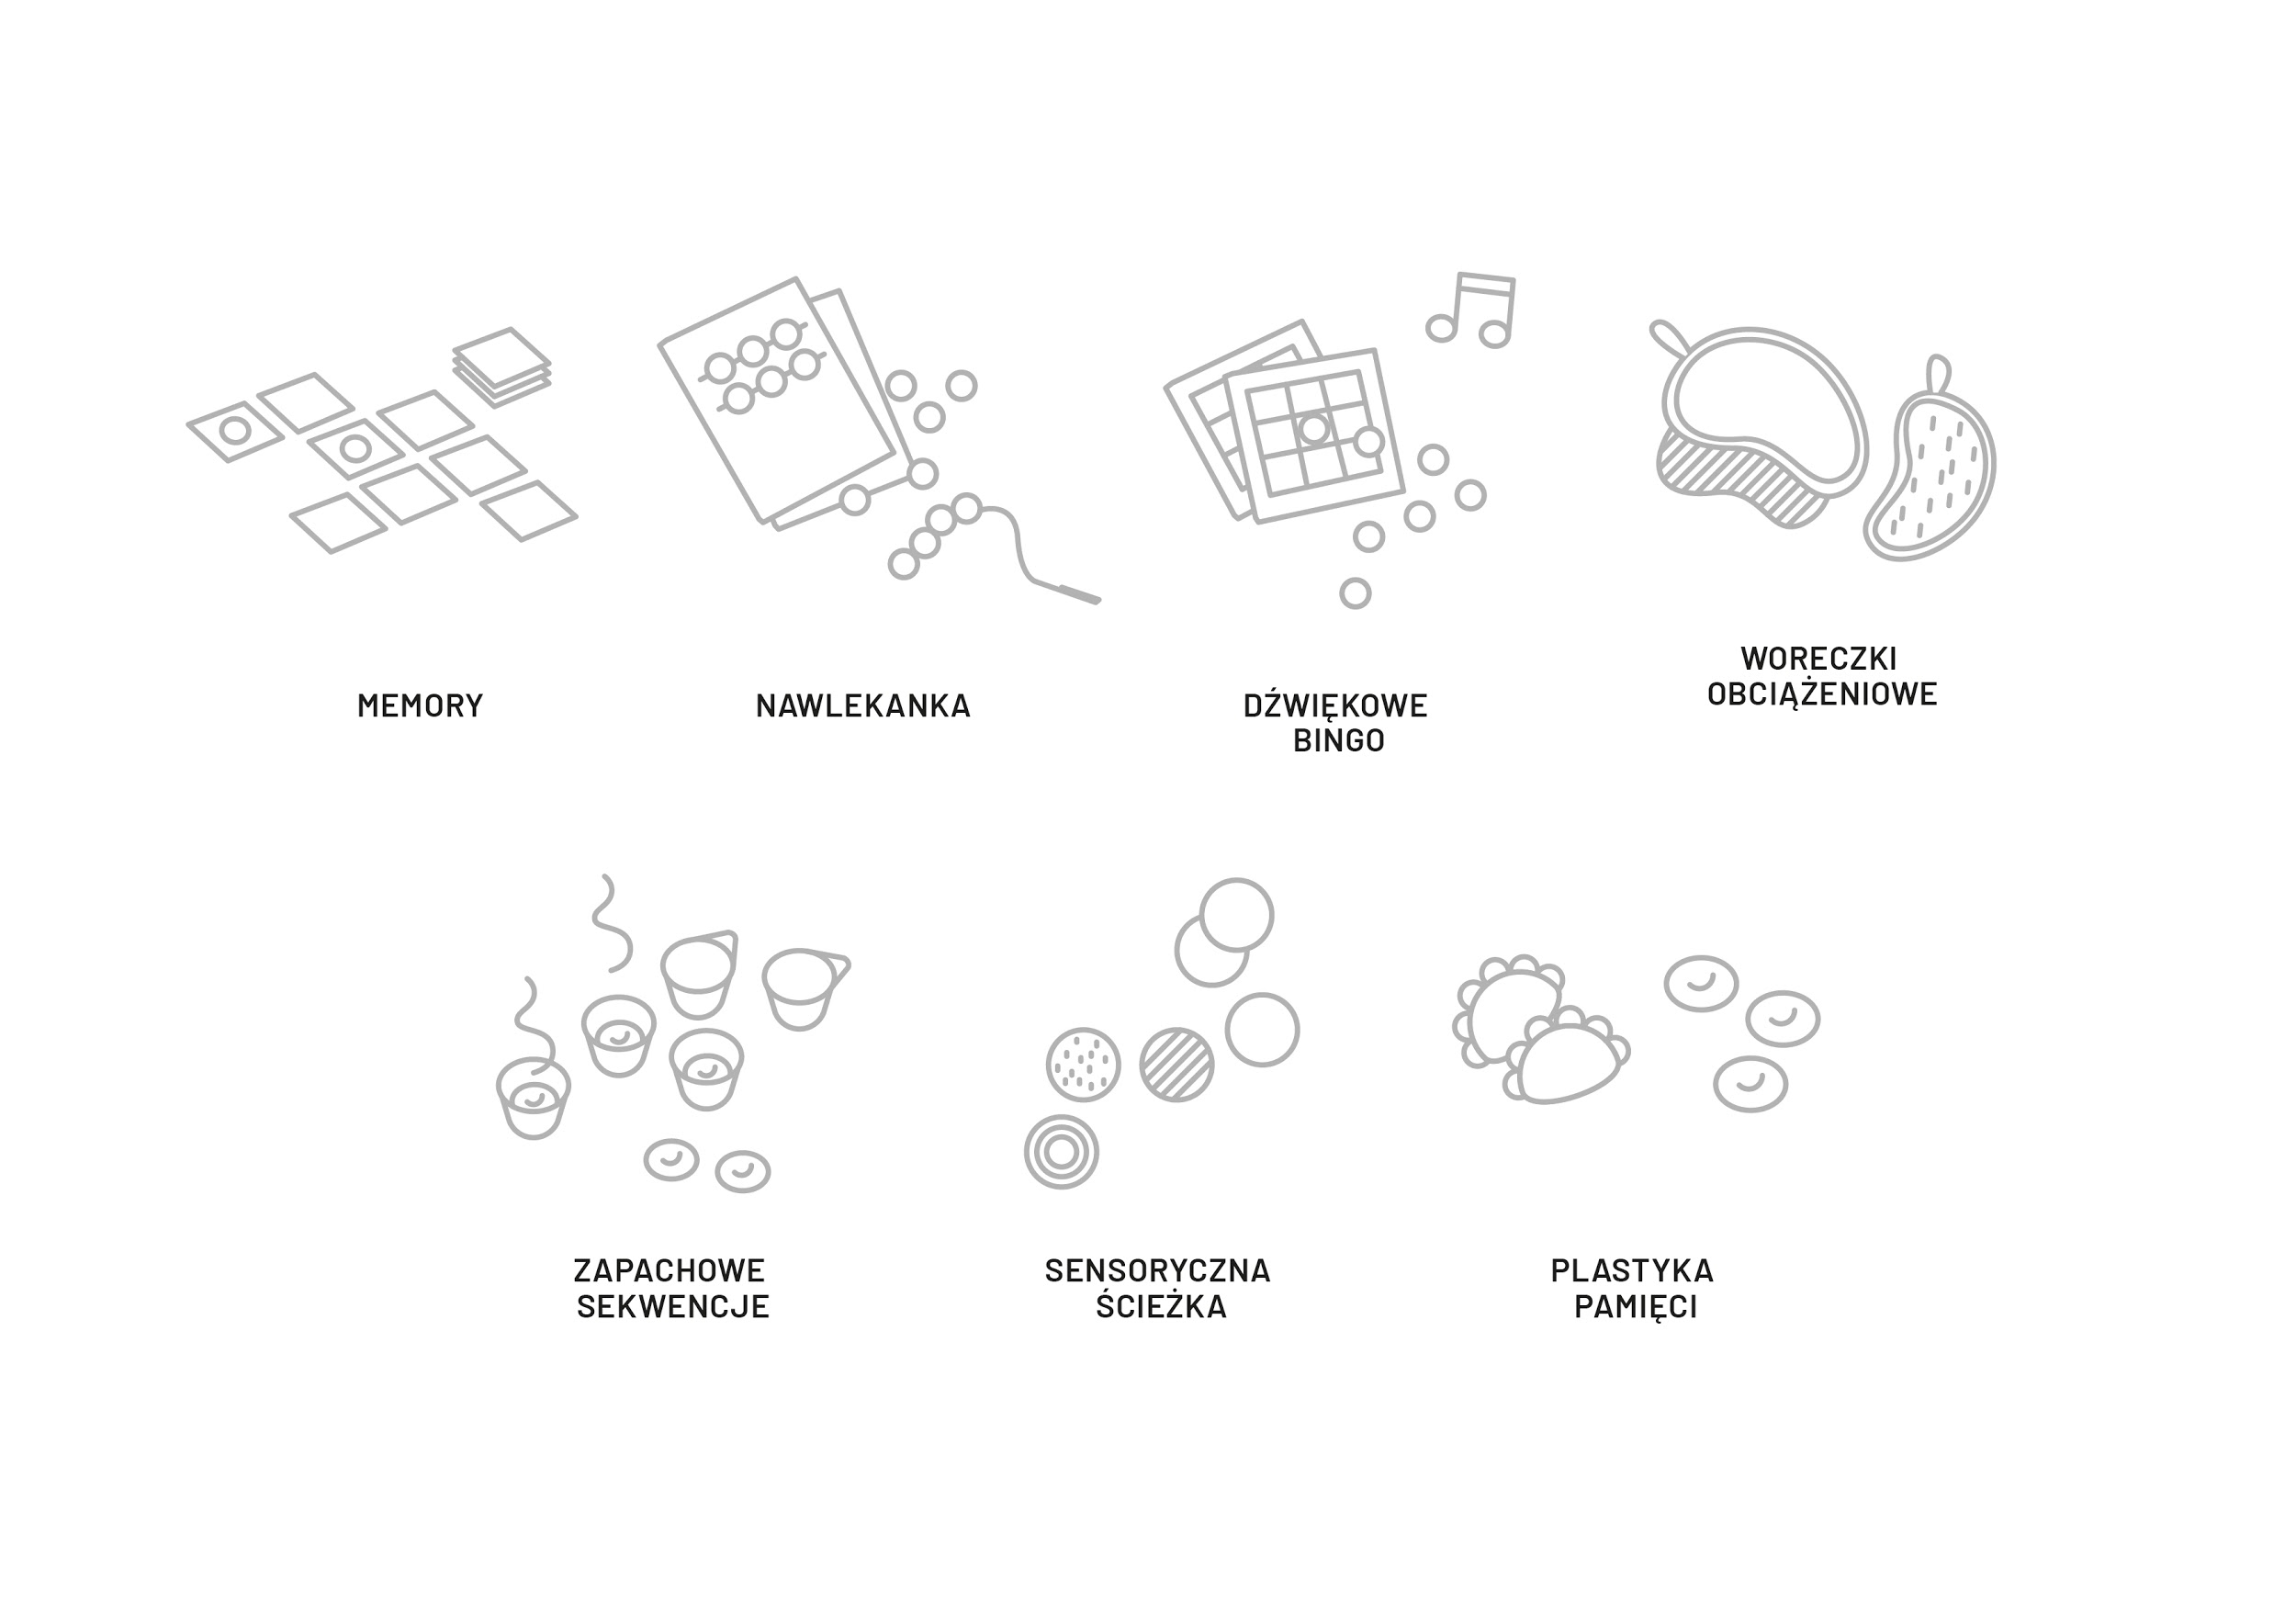 MEMORY
NAWLEKANKA
DŹWIĘKOWE
BINGO
WORECZKI
OBCIĄŻENIOWE
ZAPACHOWE
SEKWENCJE
SENSORYCZNA
ŚCIEŻKA
PLASTYKA
PAMIĘCI